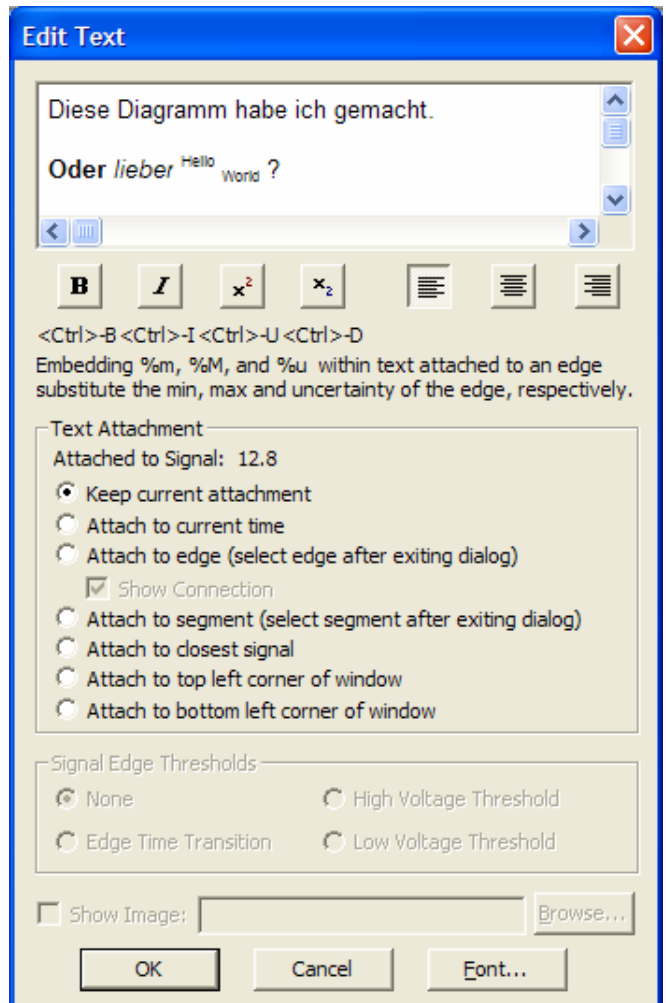 Edit Text
Diese Diagramm habe ich gemacht.
Oder lieber Hello World ?
B I x² x₂
<Ctrl>-B <Ctrl>-I <Ctrl>-U <Ctrl>-D
Embedding %m, %M, and %u within text attached to an edge
substitute the min, max and uncertainty of the edge, respectively.
Text Attachment
Attached to Signal: 12.8
Keep current attachment
Attach to current time
Attach to edge (select edge after exiting dialog)
Show Connection
Attach to segment (select segment after exiting dialog)
Attach to closest signal
Attach to top left corner of window
Attach to bottom left corner of window
Signal Edge Thresholds
None High Voltage Threshold
Edge Time Transition Low Voltage Threshold
Show Image: Browse...
OK Cancel Font...